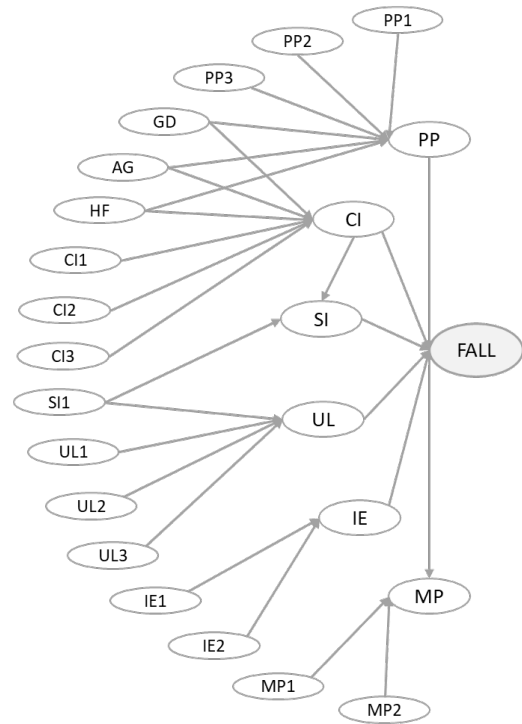 PP1
PP2
PP3
GD
PP
AG
HF
CI
CI1
CI2
SI
FALL
CI3
SI1
UL
UL1
UL2
IE
UL3
IE1
MP
IE2
MP1
MP2